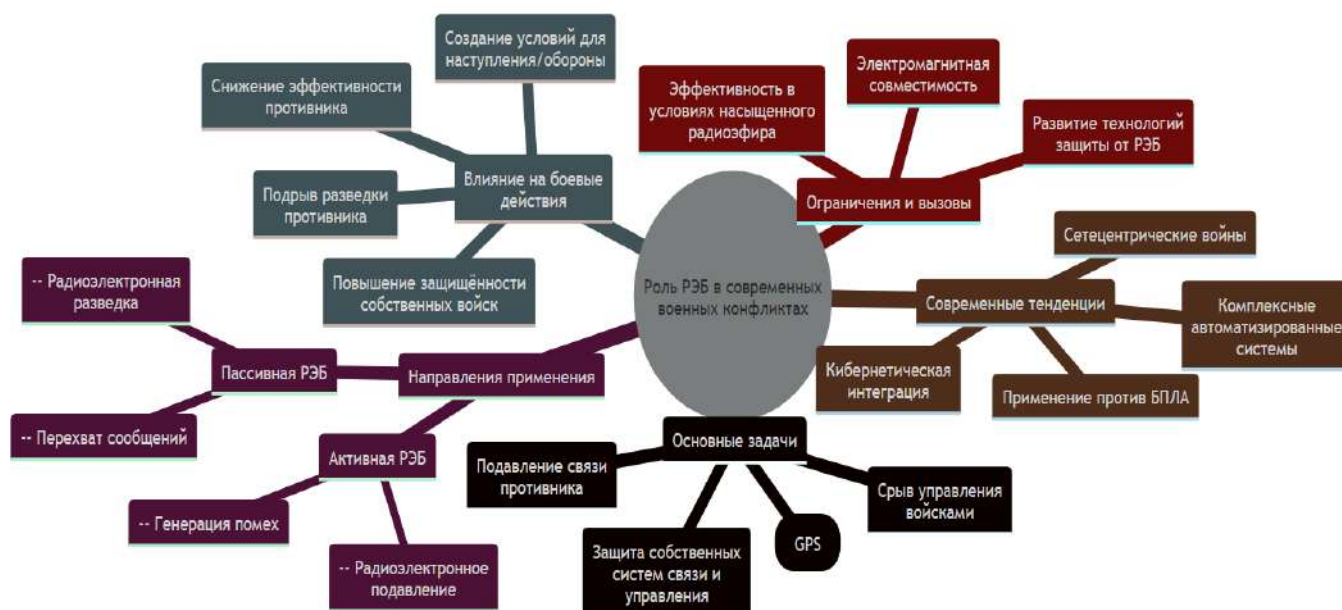 Роль РЭБ в современных
военных конфликтах
Влияние на боевые
действия
Создание условий для
наступления/обороны
Снижение эффективности
противника
Подрыв разведки
противника
Повышение защищённости
собственных войск
Ограничения и вызовы
Эффективность в
условиях насыщенного
радиоэфира
Электромагнитная
совместимость
Развитие технологий
защиты от РЭБ
Современные тенденции
Сетецентрические войны
Комплексные
автоматизированные
системы
Применение против БПЛА
Кибернетическая
интеграция
Основные задачи
Подавление связи
противника
Защита собственных
систем связи и
управления
GPS
Срыв управления
войсками
Направления применения
Пассивная РЭБ
-- Радиоэлектронная
разведка
-- Перехват сообщений
Активная РЭБ
-- Генерация помех
-- Радиоэлектронное
подавление